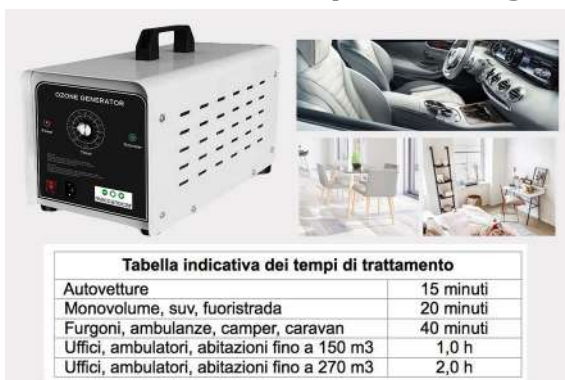 OZONE GENERATOR
Tabella indicativa dei tempi di trattamento
Autovetture 15 minuti
Monovolume, suv, fuoristrada 20 minuti
Furgoni, ambulanze, camper, caravan 40 minuti
Uffici, ambulatori, abitazioni fino a 150 m3 1,0 h
Uffici, ambulatori, abitazioni fino a 270 m3 2,0 h